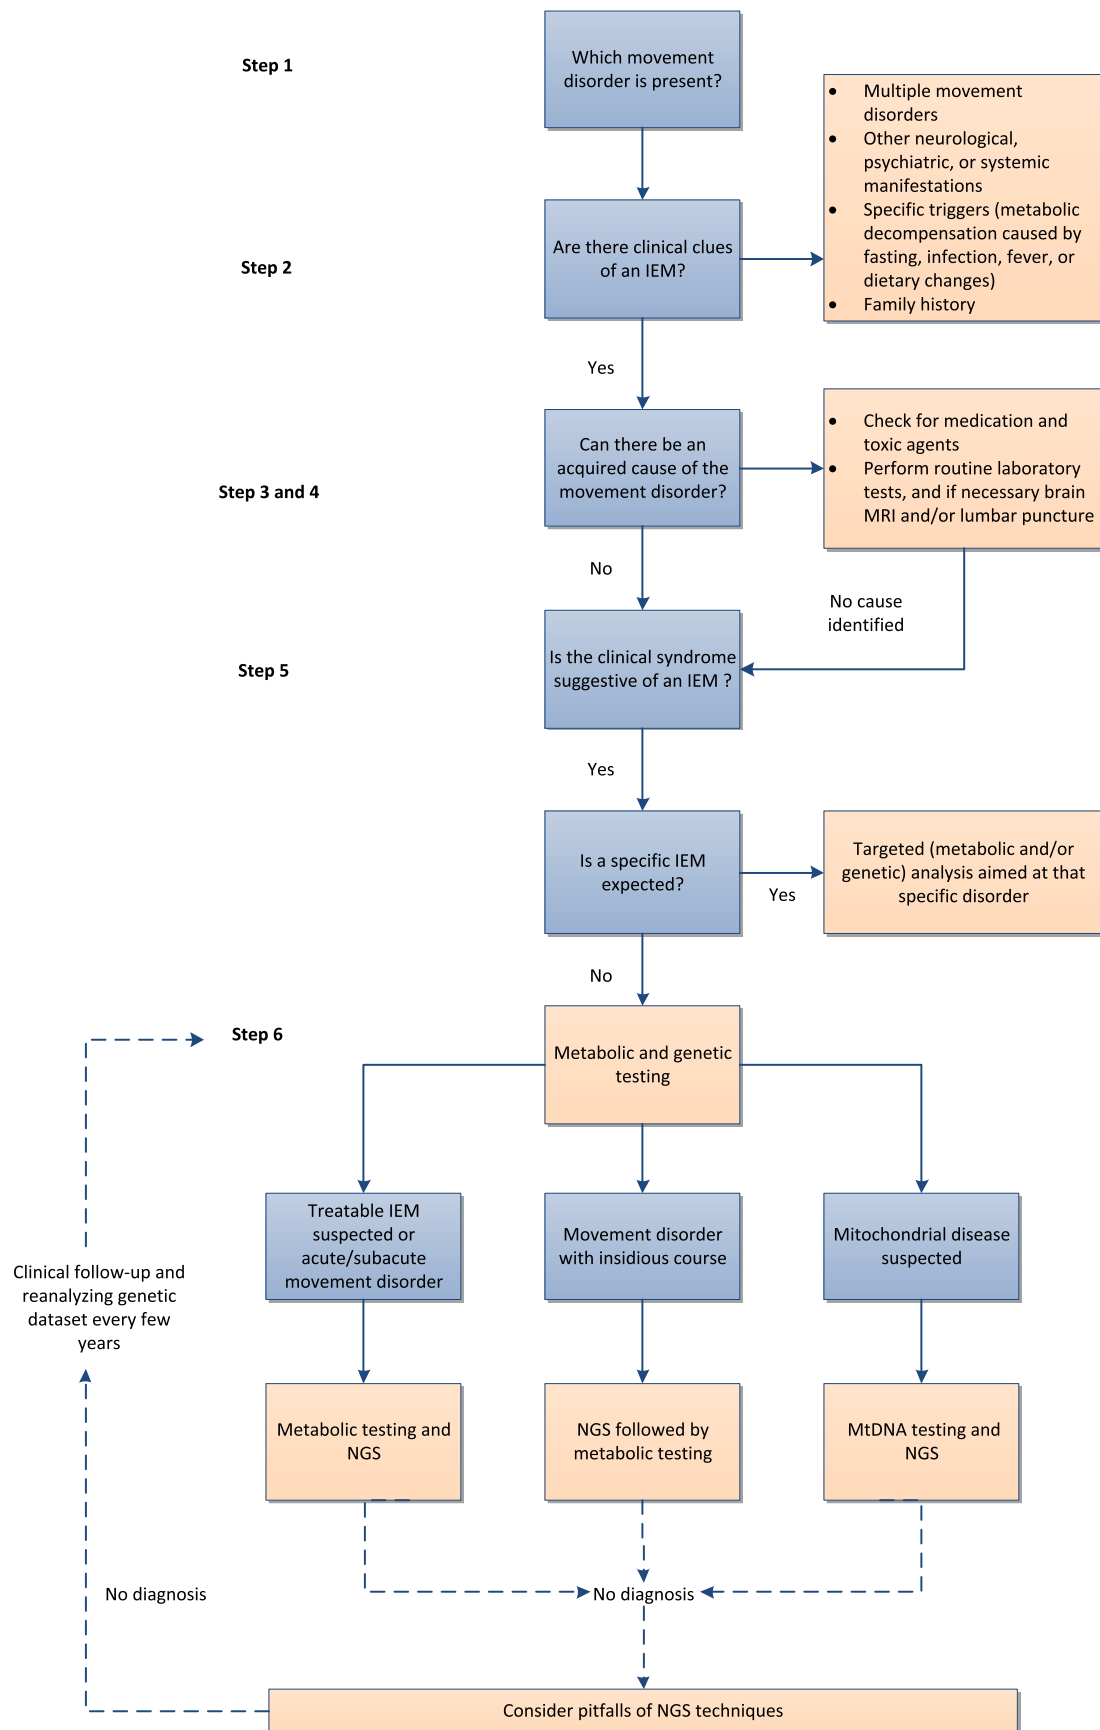 Step 1
Which movement
disorder is present?
• Multiple movement
disorders
• Other neurological,
psychiatric, or systemic
manifestations
• Specific triggers (metabolic
decompensation caused by
fasting, infection, fever, or
dietary changes)
• Family history
Step 2
Are there clinical clues
of an IEM?
Yes
Step 3 and 4
Can there be an
acquired cause of the
movement disorder?
• Check for medication and
toxic agents
• Perform routine laboratory
tests, and if necessary brain
MRI and/or lumbar puncture
No
No cause
identified
Step 5
Is the clinical syndrome
suggestive of an IEM ?
Yes
Is a specific IEM
expected?
Yes
Targeted (metabolic and/or
genetic) analysis aimed at that
specific disorder
No
Step 6
Metabolic and genetic
testing
Treatable IEM
suspected or
acute/subacute
movement disorder
Movement disorder
with insidious course
Mitochondrial disease
suspected
Clinical follow-up and
reanalyzing genetic
dataset every few
years
Metabolic testing and
NGS
NGS followed by
metabolic testing
MtDNA testing and
NGS
No diagnosis
No diagnosis
Consider pitfalls of NGS techniques